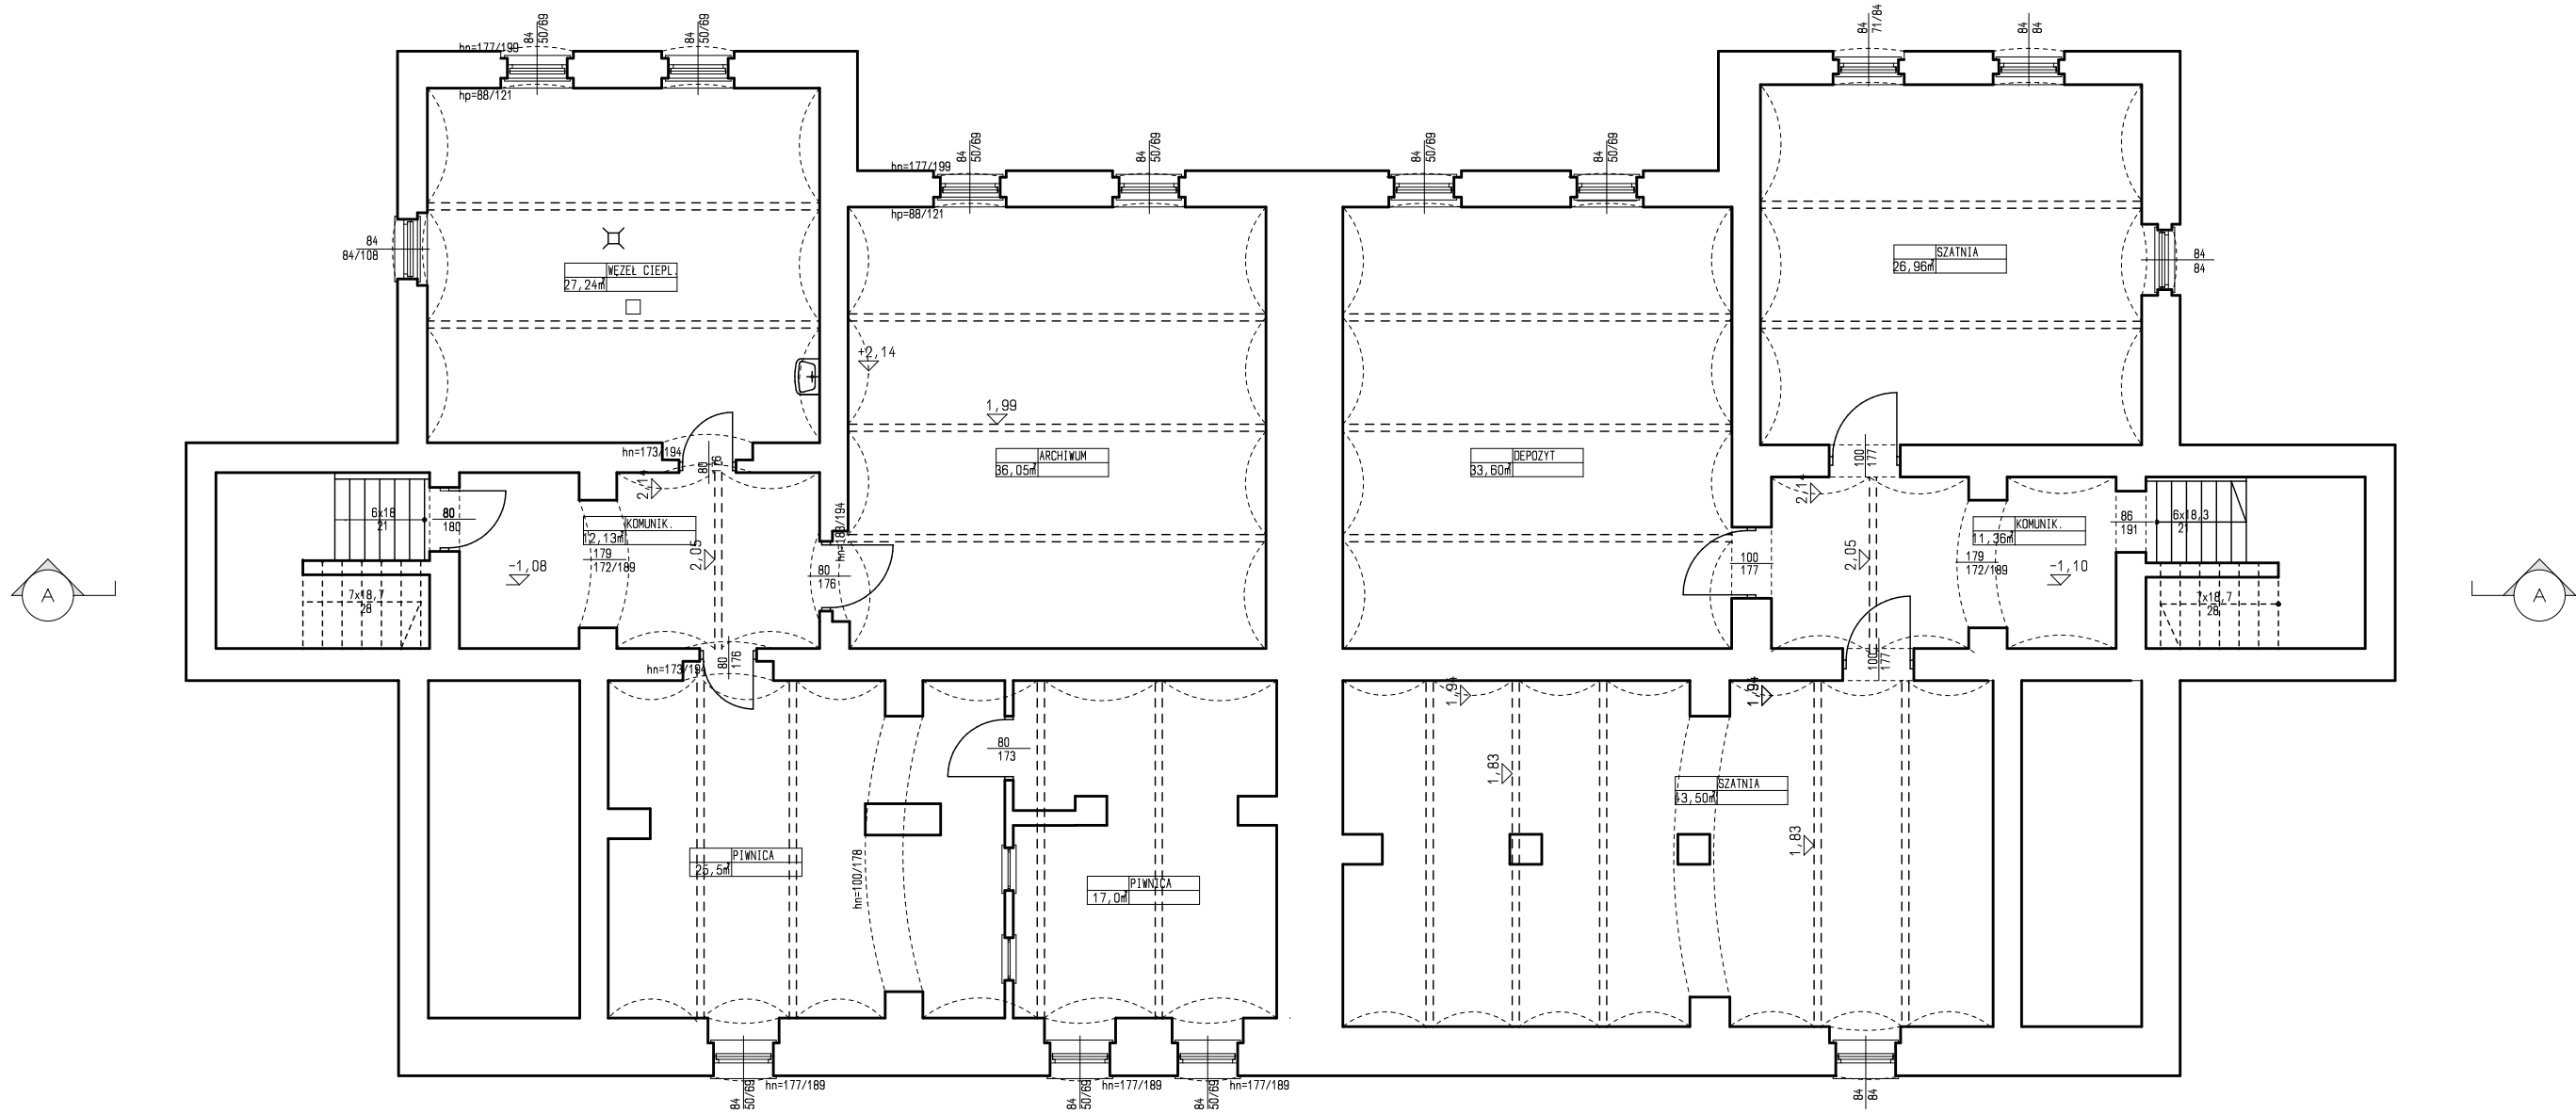 84
50/69
84
50/69
84
71/84
84
84
hn=177/199
hp=88/121
84
50/69
84
50/69
84
50/69
84
50/69
hn=177/199
hp=88/121
84
84/108
WĘZEŁ CIEPL.
27,24m²
SZATNIA
26,96m²
84
84
+2,14
1,99
ARCHIWUM
36,05m²
DEPOZYT
33,60m²
hn=173/194
80
176
100
177
2,14
2,14
6x18
21
80
180
KOMUNIK.
12,13m²
179
172/189
2,05
hn=183/194
80
176
-1,08
7x18,7
28
100
177
2,05
KOMUNIK.
11,36m²
179
172/189
-1,10
86
191
6x18,3
21
7x18,7
28
A
A
hn=173/194
80
176
100
177
1,94
1,94
80
173
1,83
SZATNIA
43,50m²
1,83
PIWNICA
25,5m²
hn=100/178
PIWNICA
17,0m²
84
50/69
hn=177/189
84
50/69
hn=177/189
84
50/69
hn=177/189
84
84